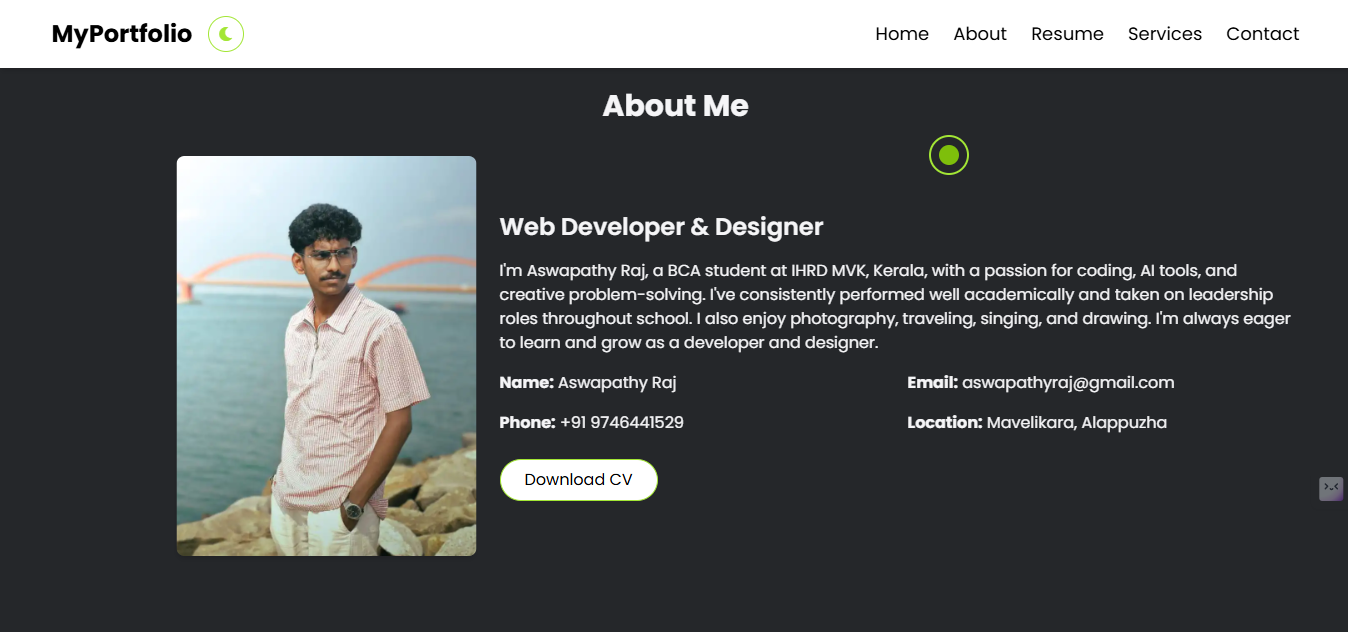 MyPortfolio
Home About Resume Services Contact
About Me
Web Developer & Designer
I'm Aswapathy Raj, a BCA student at IHRD MVK, Kerala, with a passion for coding, AI tools, and
creative problem-solving. I've consistently performed well academically and taken on leadership
roles throughout school. I also enjoy photography, traveling, singing, and drawing. I'm always eager
to learn and grow as a developer and designer.
Name: Aswapathy Raj
Email: aswapathyraj@gmail.com
Phone: +91 9746441529
Location: Mavelikara, Alappuzha
Download CV